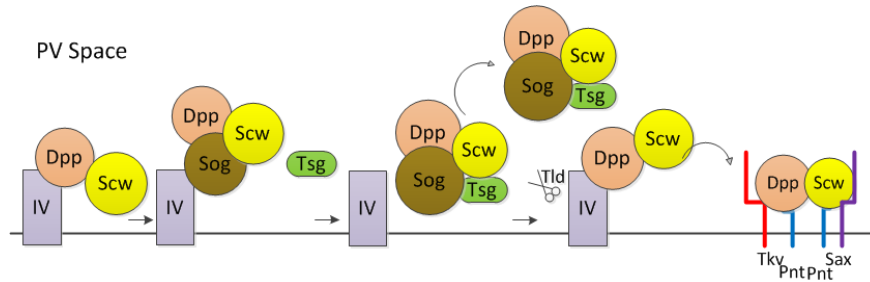 PV Space
Dpp
Scw
IV
Dpp
Scw
Sog
IV
Tsg
Dpp
Scw
Sog
Tsg
IV
Dpp
Scw
Sog
Tsg
Tld
Dpp
Scw
IV
Dpp
Scw
Tkv
Pnt
Pnt
Sax